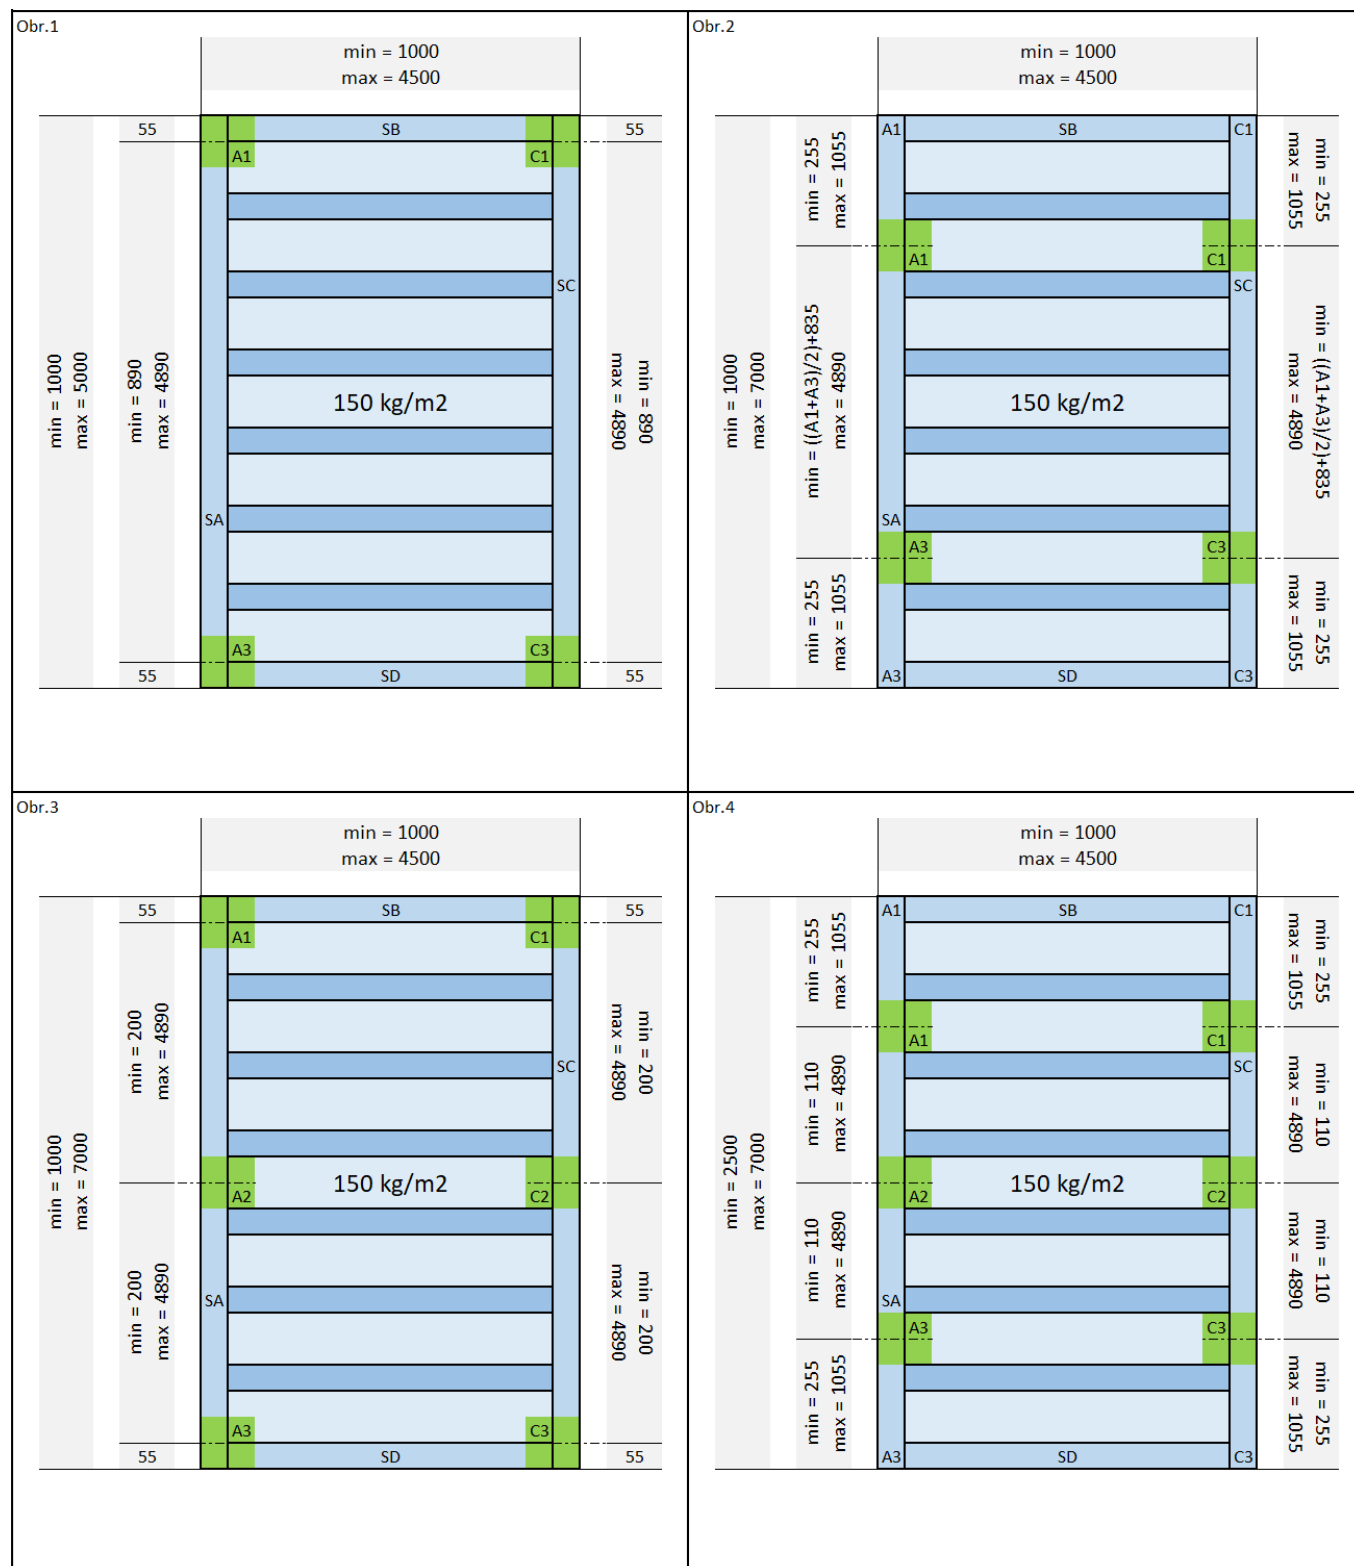 Obr.1
min = 1000
max = 4500
55
SB
55
A1
C1
min = 1000
max = 5000
min = 890
max = 4890
SC
150 kg/m2
min = 890
max = 4890
SA
A3
C3
55
SD
55
Obr.2
min = 1000
max = 4500
A1
SB
C1
min = 255
max = 1055
min = 255
max = 1055
A1
C1
min = 1000
max = 7000
min = ((A1+A3)/2)+835
max = 4890
SC
150 kg/m2
min = ((A1+A3)/2)+835
max = 4890
SA
A3
C3
min = 255
max = 1055
min = 255
max = 1055
A3
SD
C3
Obr.3
min = 1000
max = 4500
55
SB
55
A1
C1
min = 200
max = 4890
min = 200
max = 4890
SC
min = 1000
max = 7000
A2
150 kg/m2
C2
min = 200
max = 4890
min = 200
max = 4890
SA
A3
C3
55
SD
55
Obr.4
min = 1000
max = 4500
A1
SB
C1
min = 255
max = 1055
min = 255
max = 1055
A1
C1
min = 110
max = 4890
min = 110
max = 4890
SC
min = 2500
max = 7000
A2
150 kg/m2
C2
min = 110
max = 4890
min = 110
max = 4890
SA
A3
C3
min = 255
max = 1055
min = 255
max = 1055
A3
SD
C3